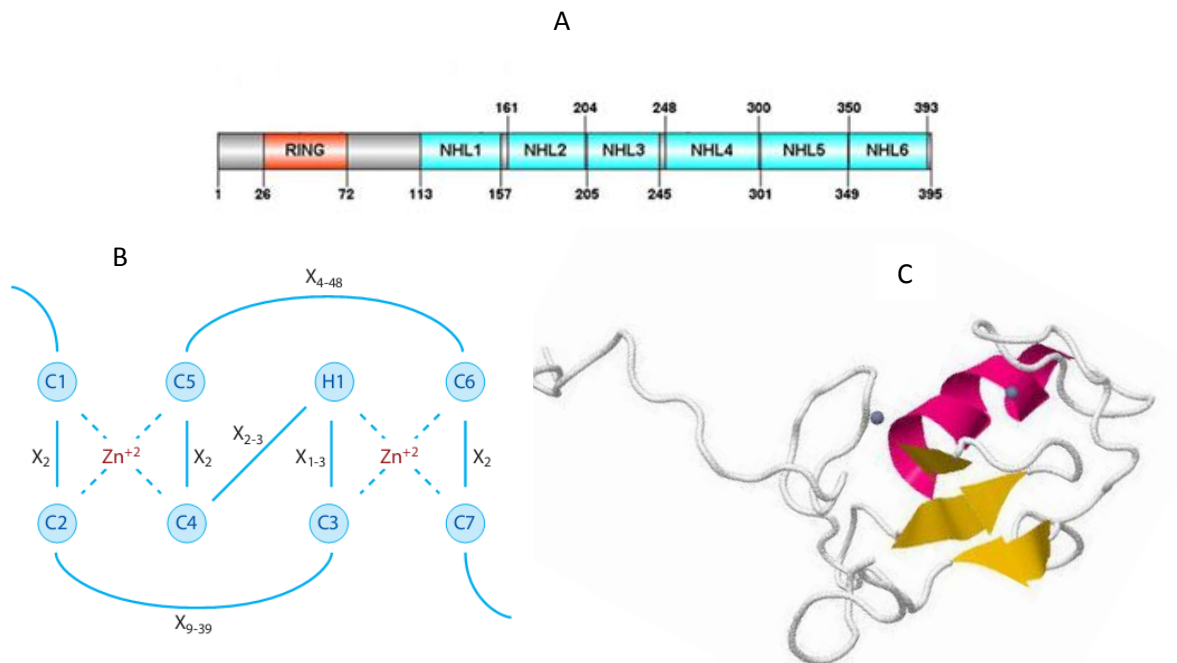 A
161 204 248 300 350 393
RING NHL1 NHL2 NHL3 NHL4 NHL5 NHL6
1 26 72 113 157 205 245 301 349 395
B
C
X4-48
C1 C5 H1 C6
X2-3
X2 Zn+2 X2 X1-3 Zn+2 X2
C2 C4 C3 C7
X9-39